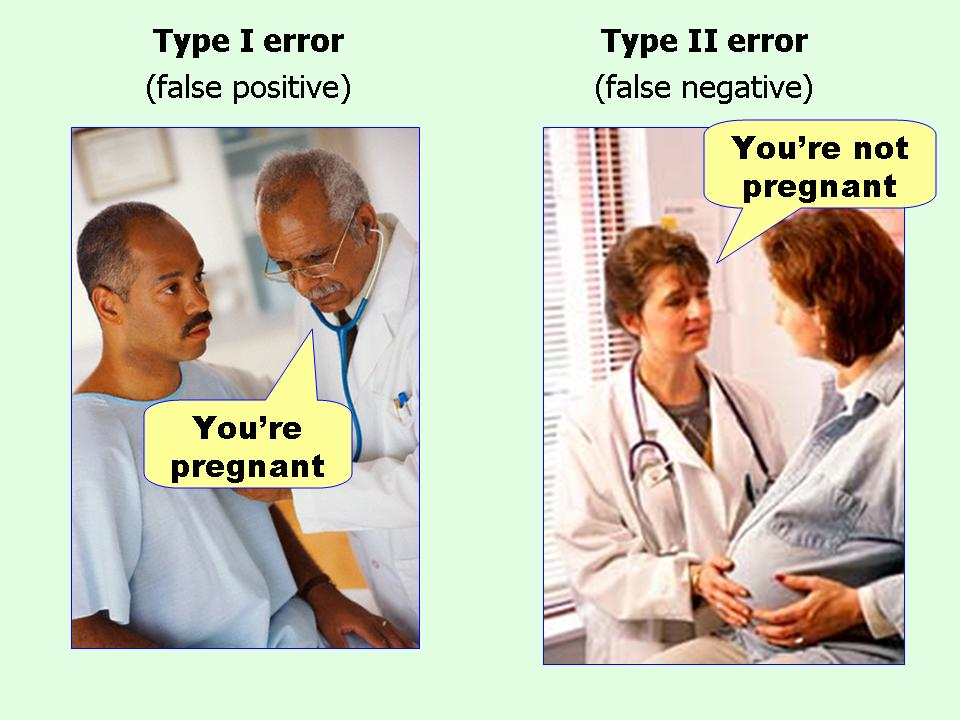 Type I error
(false positive)
You're
pregnant
Type II error
(false negative)
You're not
pregnant